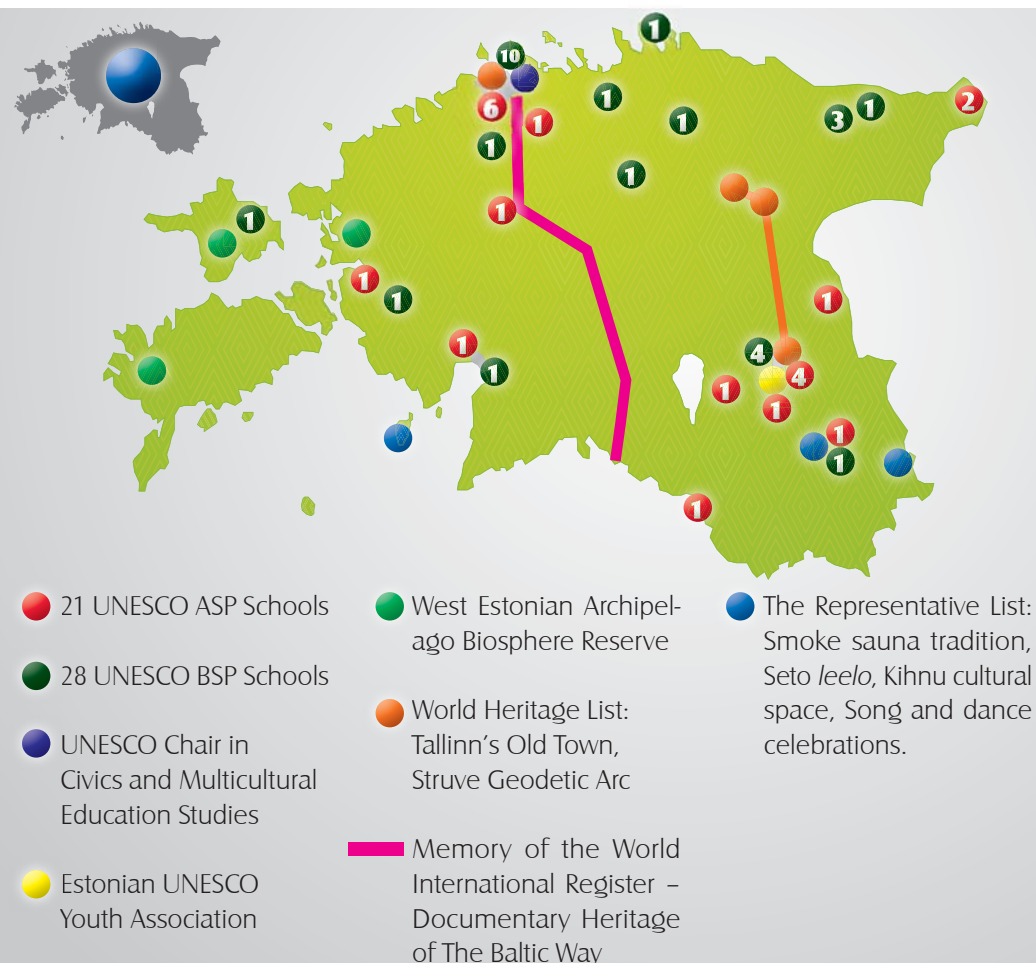 1
10
1
2
6
1
3
1
1
1
1
1
1
1
1
1
1
1
4
4
1
1
1
1
1
1
21 UNESCO ASP Schools
28 UNESCO BSP Schools
UNESCO Chair in
Civics and Multicultural
Education Studies
Estonian UNESCO
Youth Association
West Estonian Archipel-
ago Biosphere Reserve
World Heritage List:
Tallinn's Old Town,
Struve Geodetic Arc
Memory of the World
International Register –
Documentary Heritage
of The Baltic Way
The Representative List:
Smoke sauna tradition,
Seto leelo, Kihnu cultural
space, Song and dance
celebrations.